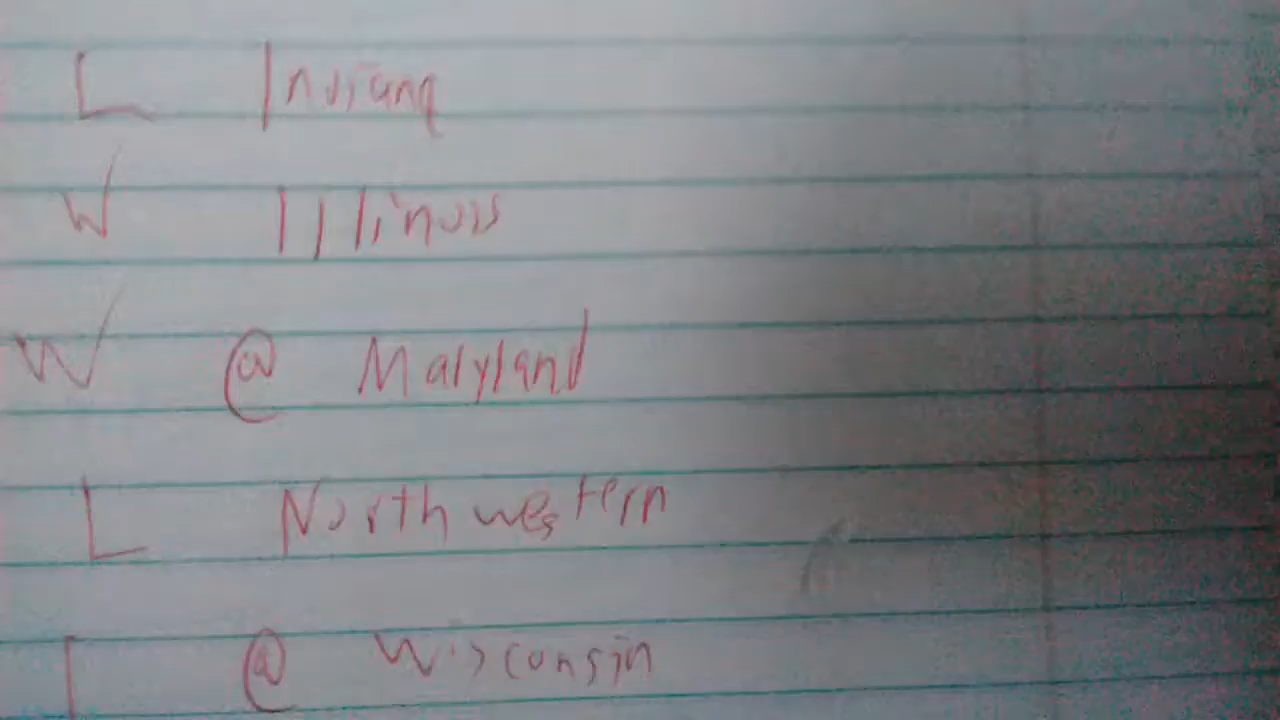 L Indiana
W Illinois
W @ Maryland
L Northwestern
@ Wisconsin